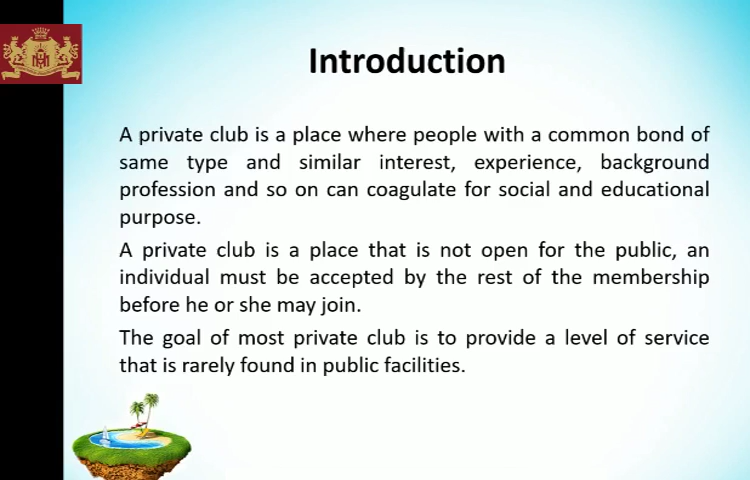 Introduction
A private club is a place where people with a common bond of
same type and similar interest, experience, background
profession and so on can coagulate for social and educational
purpose.
A private club is a place that is not open for the public, an
individual must be accepted by the rest of the membership
before he or she may join.
The goal of most private club is to provide a level of service
that is rarely found in public facilities.